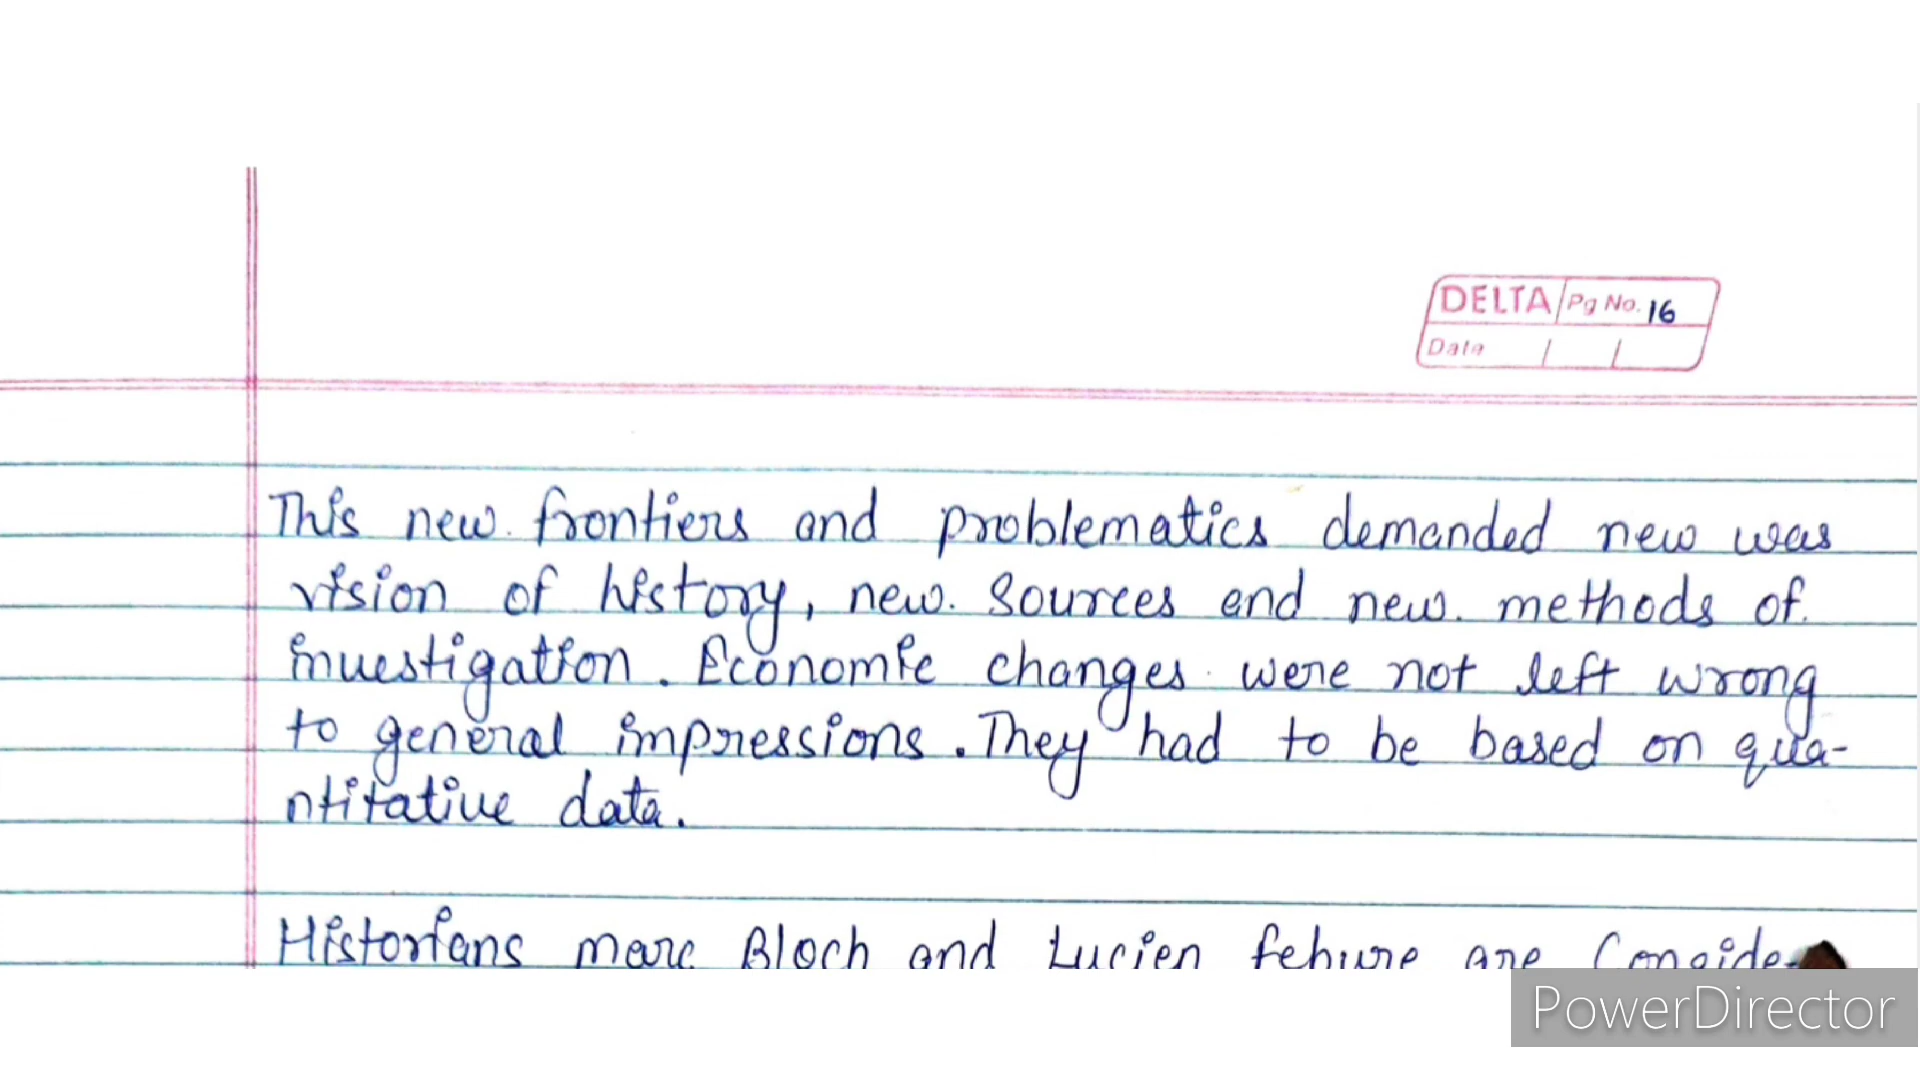 DELTA Pg No. 16
Date / /
This new frontiers and problematics demanded new was
vision of history, new sources and new methods of
investigation. Economic changes were not left wrong
to general impressions. They had to be based on qua-
ntitative data.
Historians marc Bloch and Lucien febvre are Conside-
PowerDirector